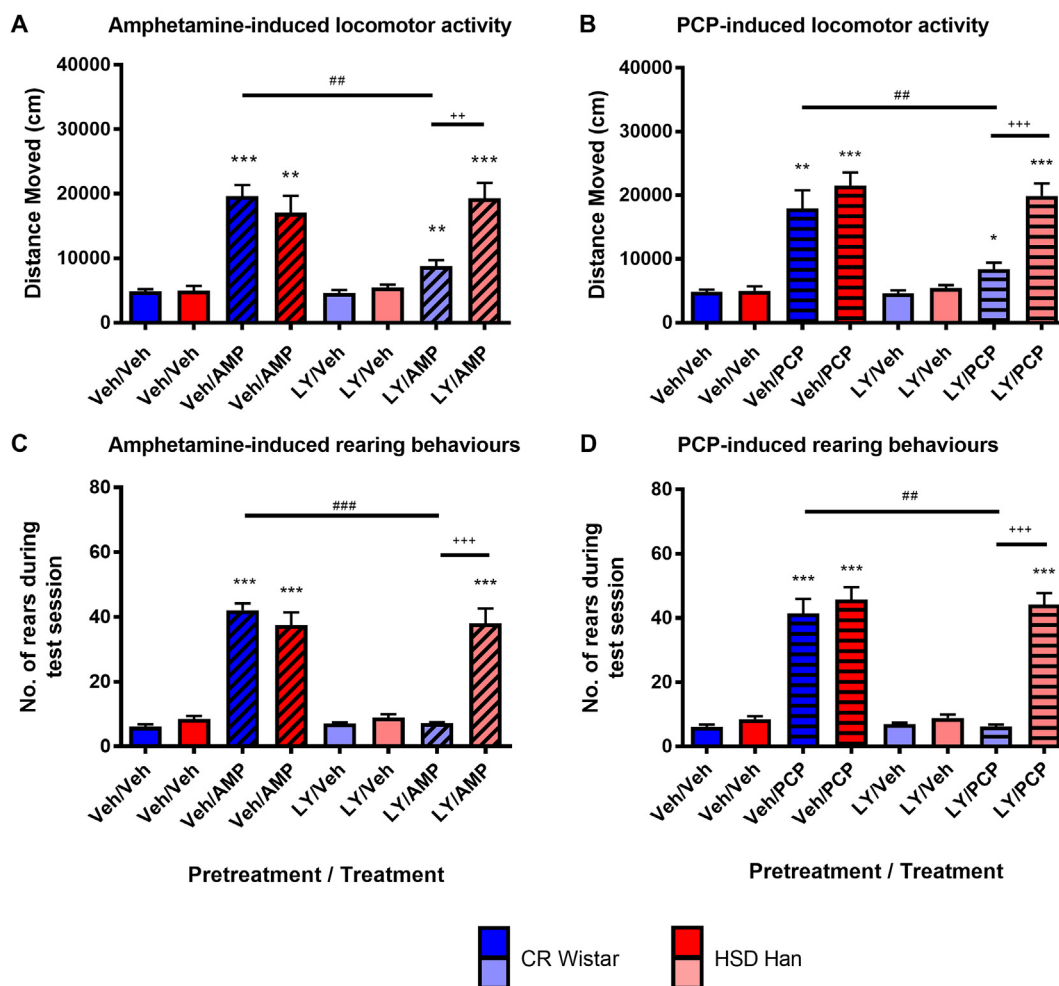 A
Amphetamine-induced locomotor activity
Distance Moved (cm)
40000
30000
20000
10000
0
##
++
***
**
**
***
Veh/Veh
Veh/Veh
Veh/AMP
Veh/AMP
LY/Veh
LY/Veh
LY/AMP
LY/AMP
B
PCP-induced locomotor activity
Distance Moved (cm)
40000
30000
20000
10000
0
##
+++
**
***
*
***
Veh/Veh
Veh/Veh
Veh/PCP
Veh/PCP
LY/Veh
LY/Veh
LY/PCP
LY/PCP
C
Amphetamine-induced rearing behaviours
No. of rears during
test session
80
60
40
20
0
###
+++
***
***
***
Veh/Veh
Veh/Veh
Veh/AMP
Veh/AMP
LY/Veh
LY/Veh
LY/AMP
LY/AMP
Pretreatment / Treatment
D
PCP-induced rearing behaviours
No. of rears during
test session
80
60
40
20
0
##
+++
***
***
***
Veh/Veh
Veh/Veh
Veh/PCP
Veh/PCP
LY/Veh
LY/Veh
LY/PCP
LY/PCP
Pretreatment / Treatment
CR Wistar
HSD Han